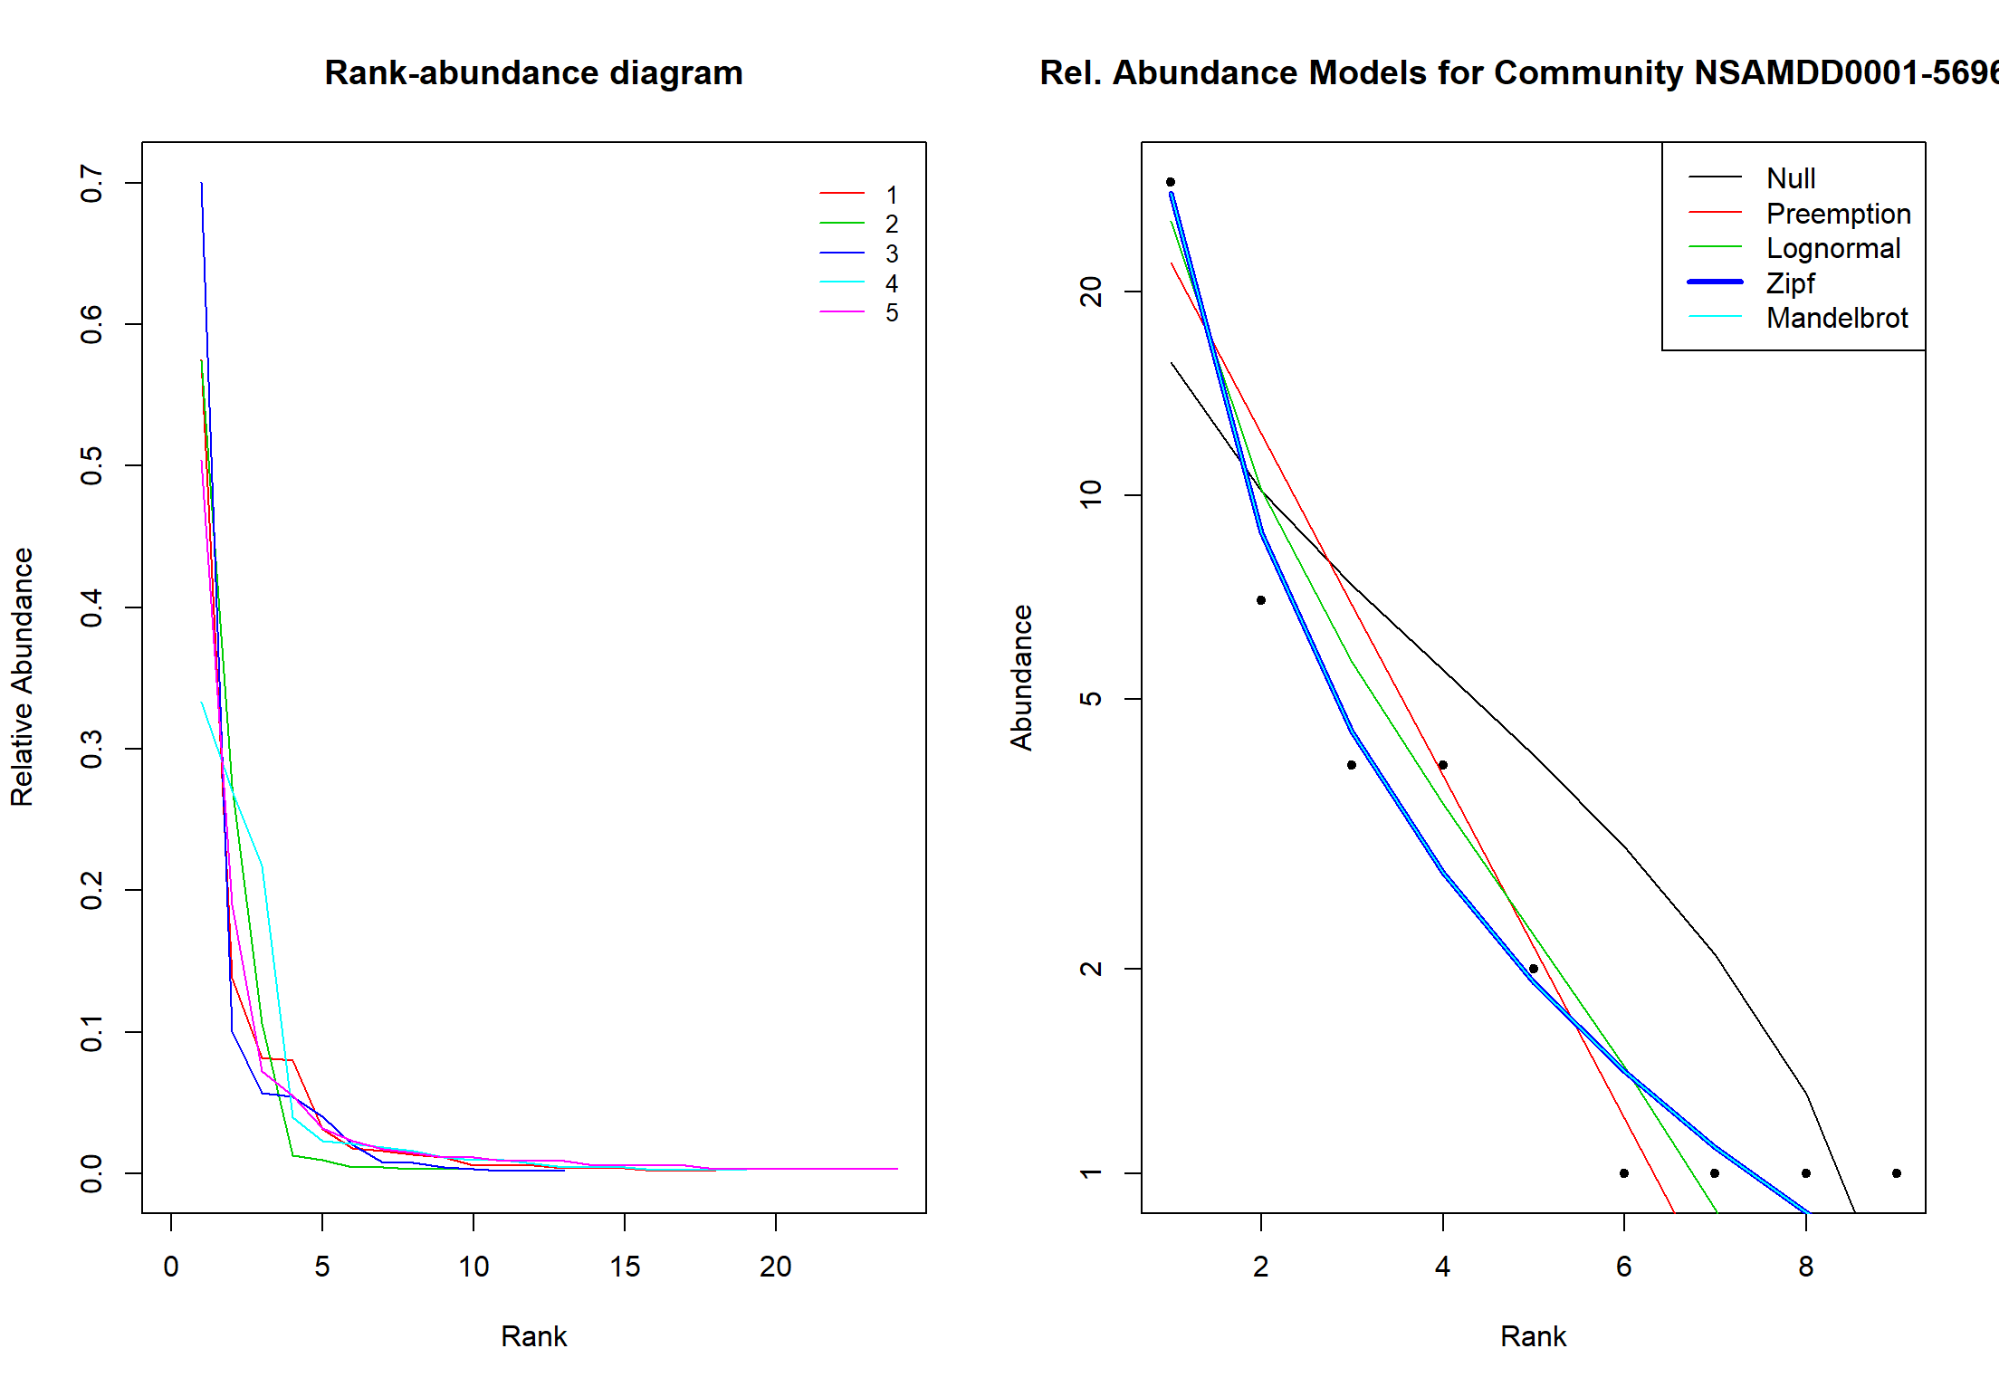 Rank-abundance diagram
Relative Abundance
0.7
0.6
0.5
0.4
0.3
0.2
0.1
0.0
1
2
3
4
5
0 5 10 15 20
Rank
Rel. Abundance Models for Community NSAMDD0001-5696
Abundance
20
10
5
2
1
Null
Preemption
Lognormal
Zipf
Mandelbrot
2 4 6 8
Rank